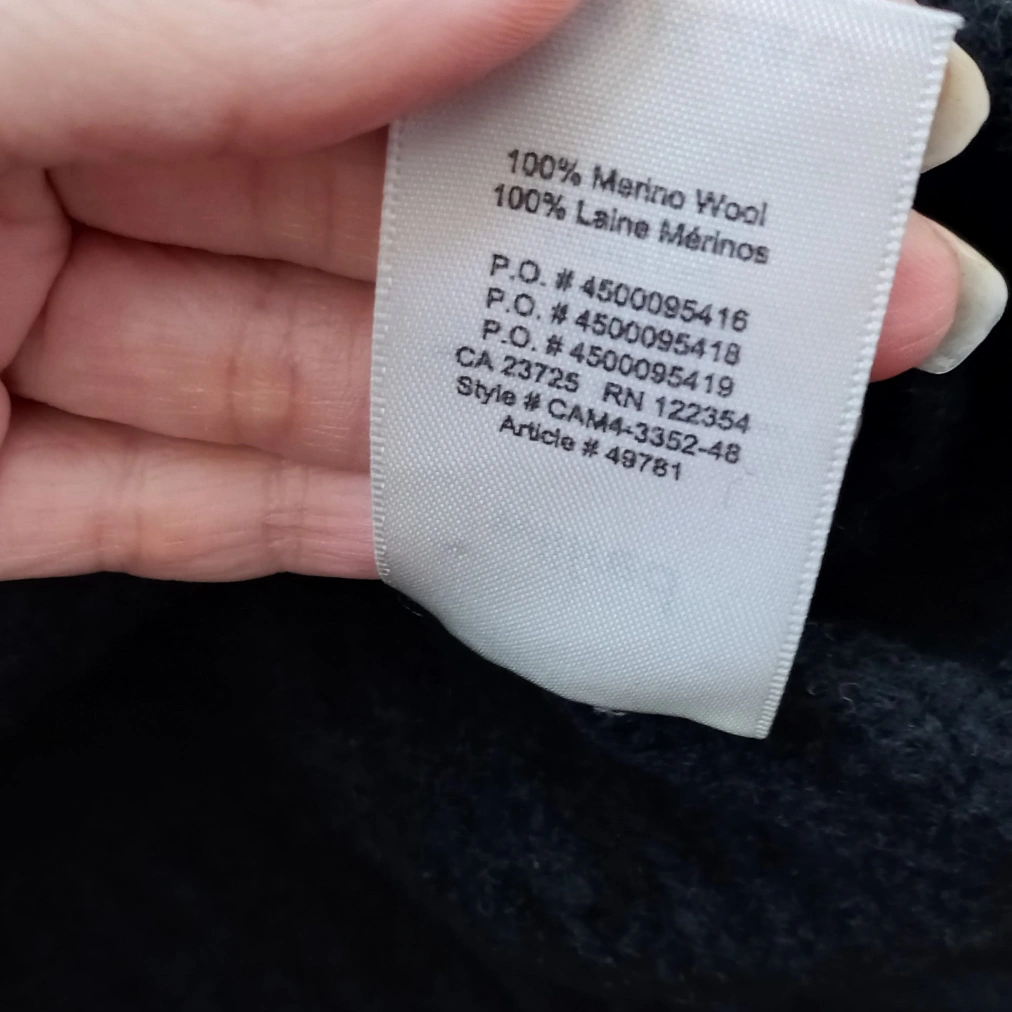 100% Merino Wool
100% Laine Mérinos
P.O. # 4500095416
P.O. # 4500095418
P.O. # 4500095419
CA 23725 RN 122354
Style # CAM4-3352-48
Article # 49781